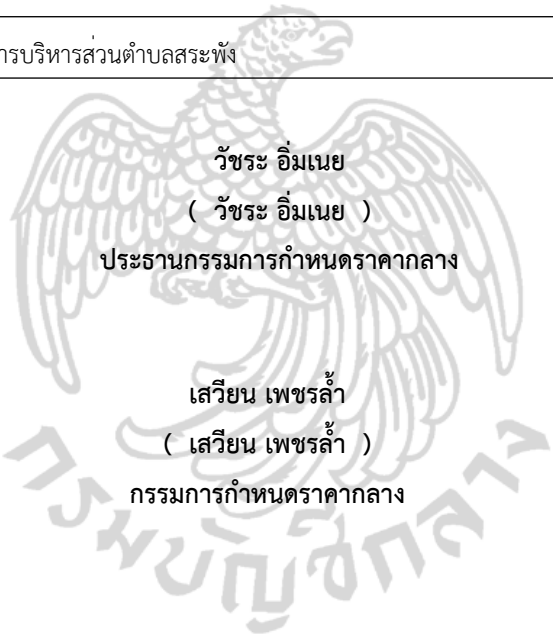 ารบริหารส่วนตำบลสระพัง
วัชระ อิ่มเนย
( วัชระ อิ่มเนย )
ประธานกรรมการกำหนดราคากลาง
เสวียน เพชรล้ำ
( เสวียน เพชรล้ำ )
กรรมการกำหนดราคากลาง
กรมบัญชีกลาง